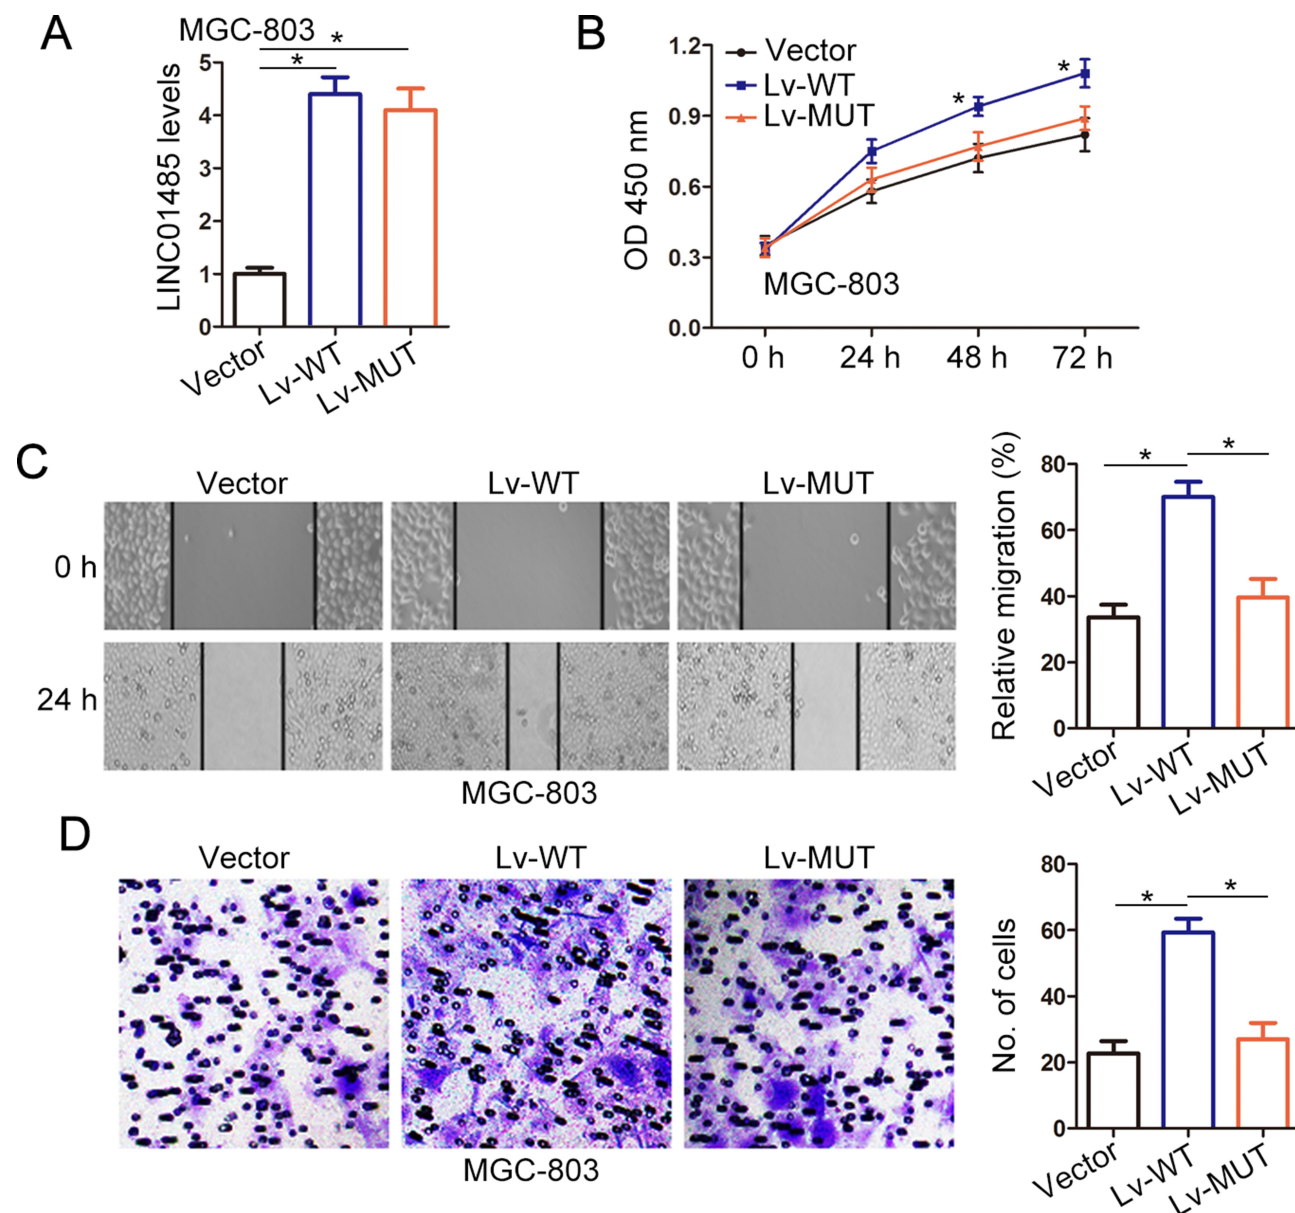 A
MGC-803
*
*
LINC01485 levels
5
4
3
2
1
0
Vector
Lv-WT
Lv-MUT
B
OD 450 nm
1.2
0.9
0.6
0.3
0.0
Vector
Lv-WT
Lv-MUT
*
*
MGC-803
0 h
24 h
48 h
72 h
C
Vector
Lv-WT
Lv-MUT
0 h
24 h
MGC-803
Relative migration (%)
80
60
40
20
0
*
*
Vector
Lv-WT
Lv-MUT
D
Vector
Lv-WT
Lv-MUT
MGC-803
No. of cells
80
60
40
20
0
*
*
Vector
Lv-WT
Lv-MUT